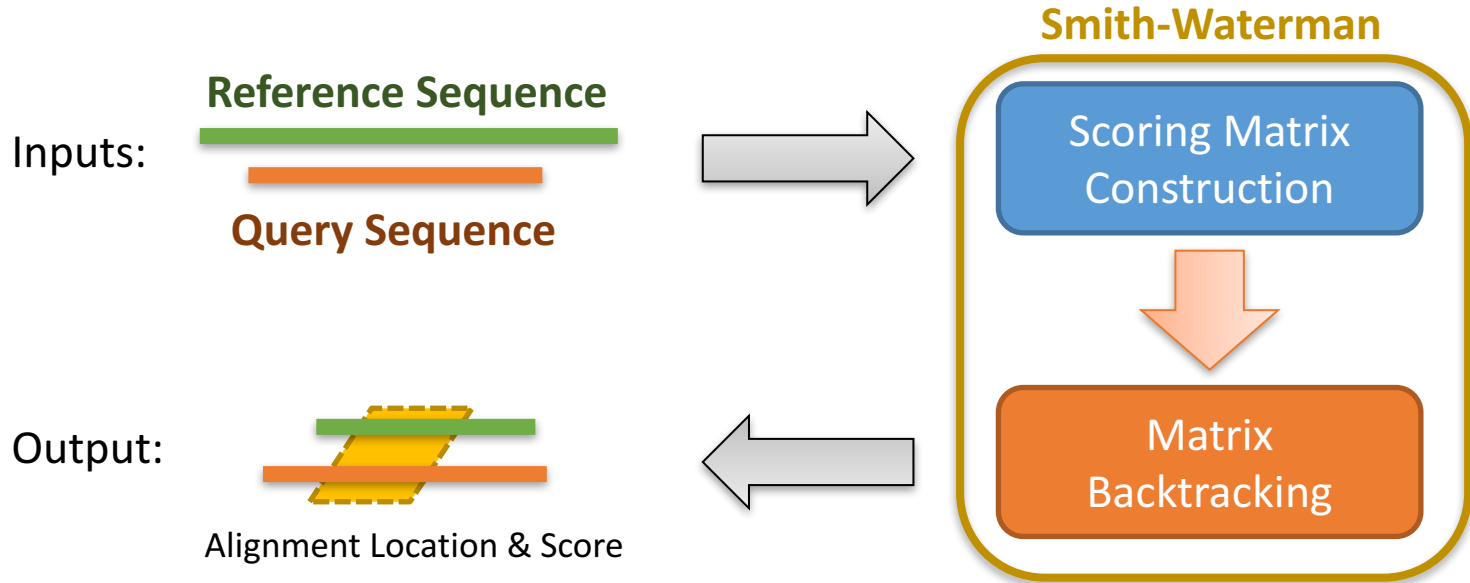 Smith-Waterman
Inputs:
Reference Sequence
Query Sequence
Scoring Matrix
Construction
Matrix
Backtracking
Output:
Alignment Location & Score